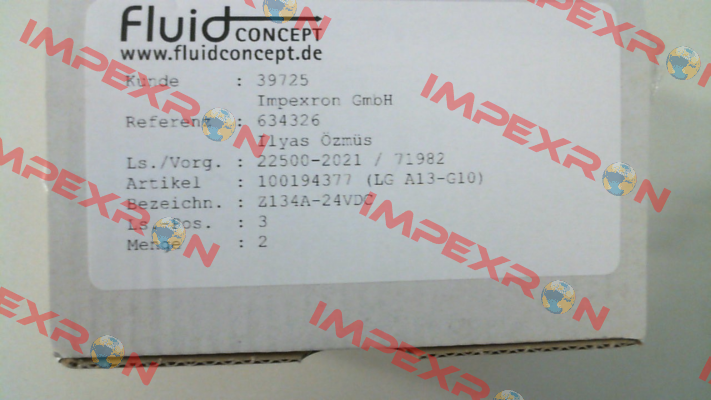 Fluid CONCEPT
www.fluidconcept.de
Kunde : 39725
Impexron GmbH
Referenz : 634326
Ilyas Özmüs
Ls./Vorg. : 22500-2021 / 71982
Artikel : 100194377 (LG A13-G10)
Bezeichn. : Z134A-24VDC
Ls. Pos. : 3
Menge : 2
IMPEXRON
IMPEXRON
IMPEXRON
IMPEXRON
IMPEXRON
IMPEXRON